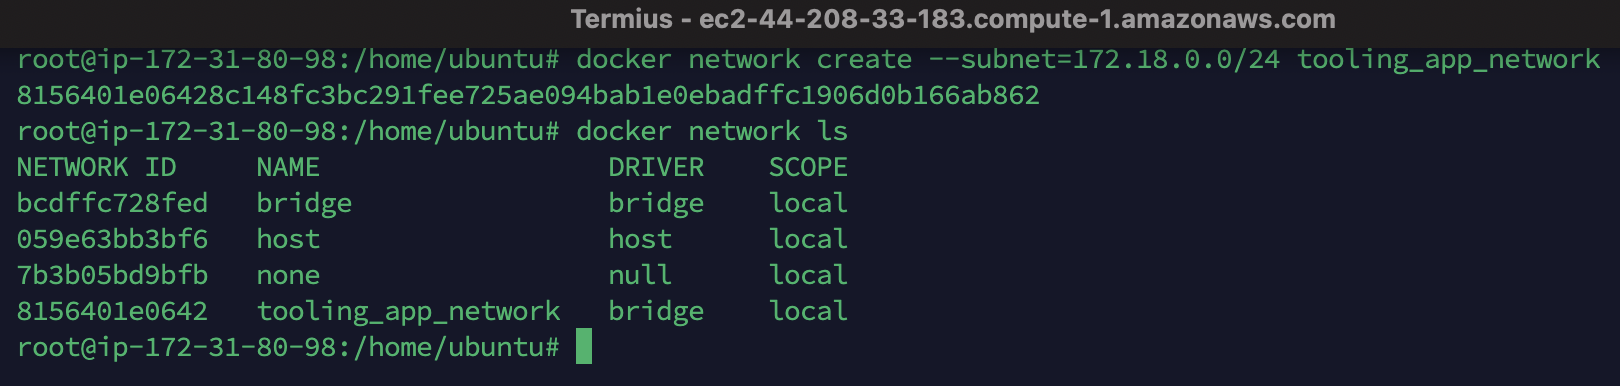 Termius - ec2-44-208-33-183.compute-1.amazonaws.com
root@ip-172-31-80-98:/home/ubuntu# docker network create --subnet=172.18.0.0/24 tooling_app_network
8156401e06428c148fc3bc291fee725ae094bab1e0ebadffc1906d0b166ab862
root@ip-172-31-80-98:/home/ubuntu# docker network ls
NETWORK ID     NAME                  DRIVER    SCOPE
bcdffc728fed   bridge                bridge    local
059e63bb3bf6   host                  host      local
7b3b05bd9bfb   none                  null      local
8156401e0642   tooling_app_network   bridge    local
root@ip-172-31-80-98:/home/ubuntu#